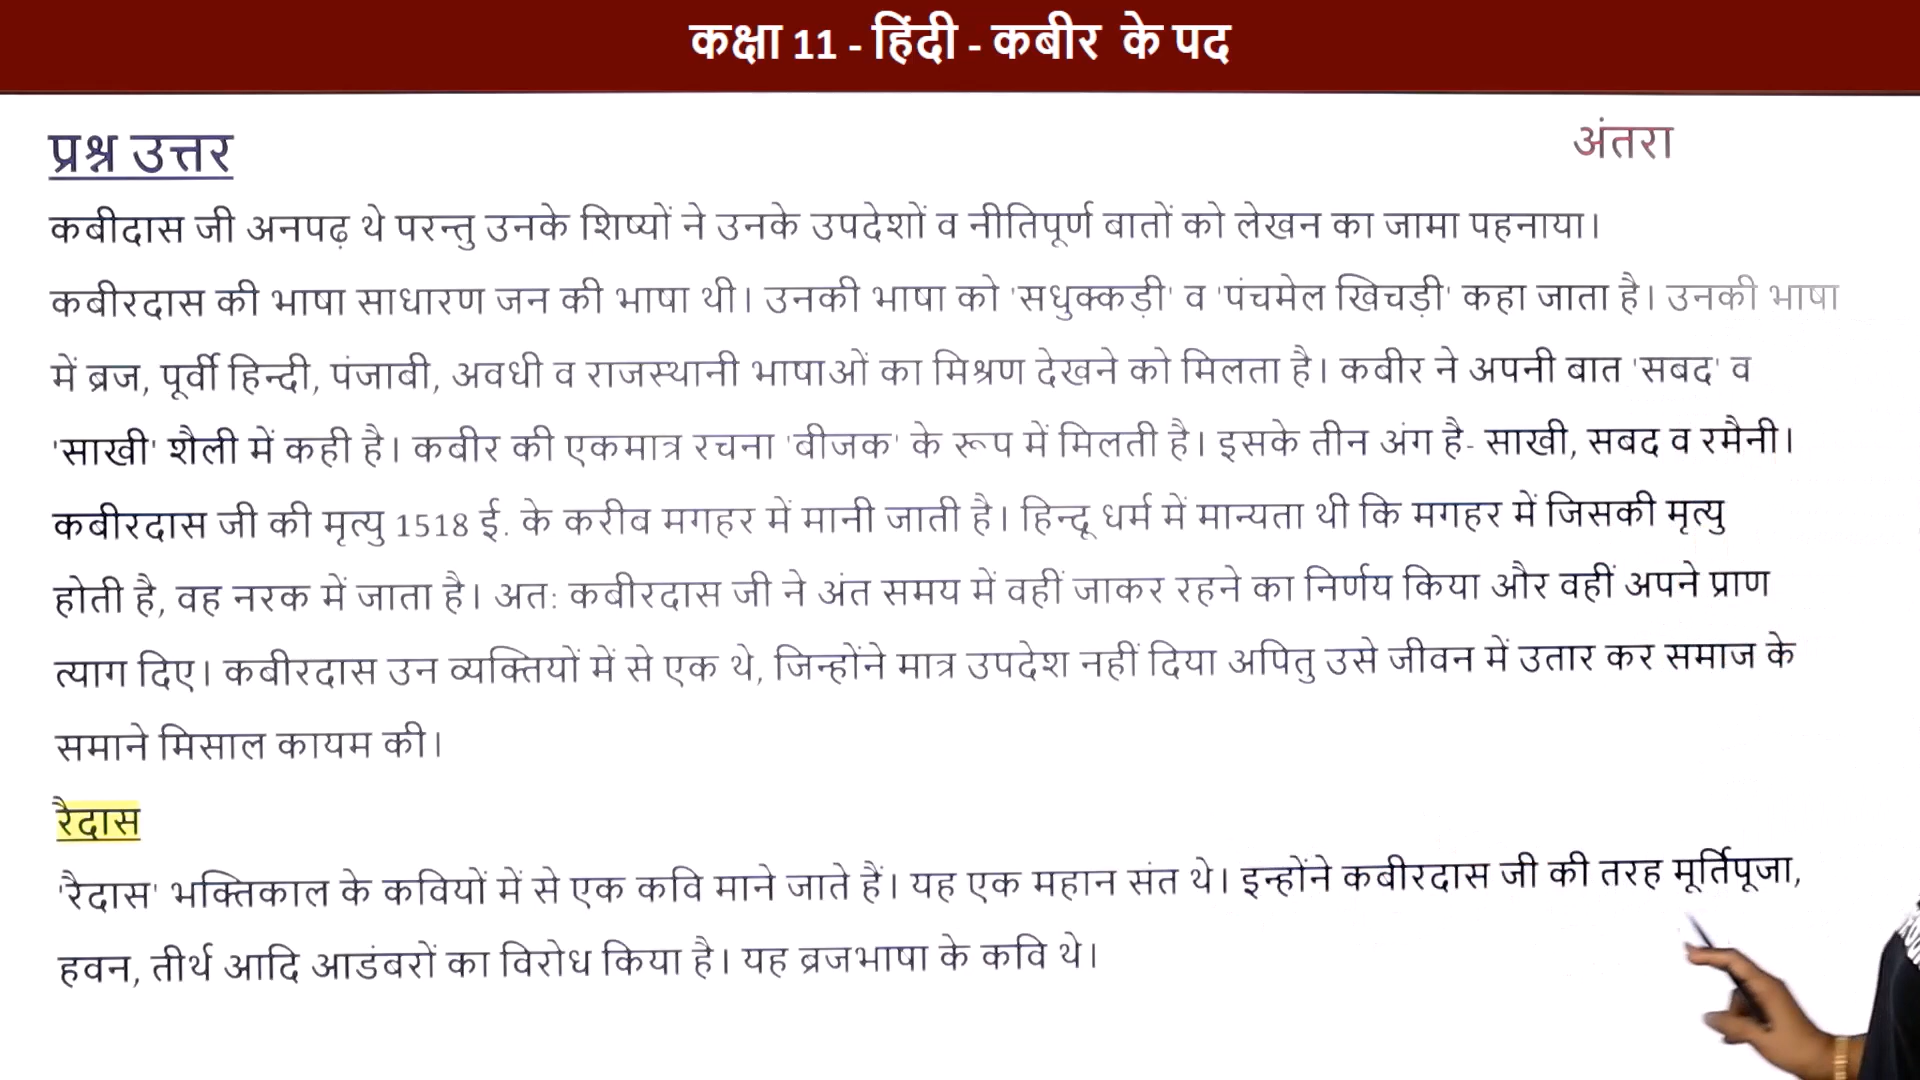 कक्षा 11 - हिंदी - कबीर के पद
प्रश्न उत्तर
अंतरा
कबीदास जी अनपढ़ थे परन्तु उनके शिष्यों ने उनके उपदेशों व नीतिपूर्ण बातों को लेखन का जामा पहनाया।
कबीरदास की भाषा साधारण जन की भाषा थी। उनकी भाषा को 'सधुक्कड़ी' व 'पंचमेल खिचड़ी' कहा जाता है। उनकी भाषा
में ब्रज, पूर्वी हिन्दी, पंजाबी, अवधी व राजस्थानी भाषाओं का मिश्रण देखने को मिलता है। कबीर ने अपनी बात 'सबद' व
'साखी' शैली में कही है। कबीर की एकमात्र रचना 'बीजक' के रूप में मिलती है। इसके तीन अंग है- साखी, सबद व रमैनी।
कबीरदास जी की मृत्यु 1518 ई. के करीब मगहर में मानी जाती है। हिन्दू धर्म में मान्यता थी कि मगहर में जिसकी मृत्यु
होती है, वह नरक में जाता है। अत: कबीरदास जी ने अंत समय में वहीं जाकर रहने का निर्णय किया और वहीं अपने प्राण
त्याग दिए। कबीरदास उन व्यक्तियों में से एक थे, जिन्होंने मात्र उपदेश नहीं दिया अपितु उसे जीवन में उतार कर समाज के
समाने मिसाल कायम की।
रैदास
'रैदास' भक्तिकाल के कवियों में से एक कवि माने जाते हैं। यह एक महान संत थे। इन्होंने कबीरदास जी की तरह मूर्तिपूजा,
हवन, तीर्थ आदि आडंबरों का विरोध किया है। यह ब्रजभाषा के कवि थे।